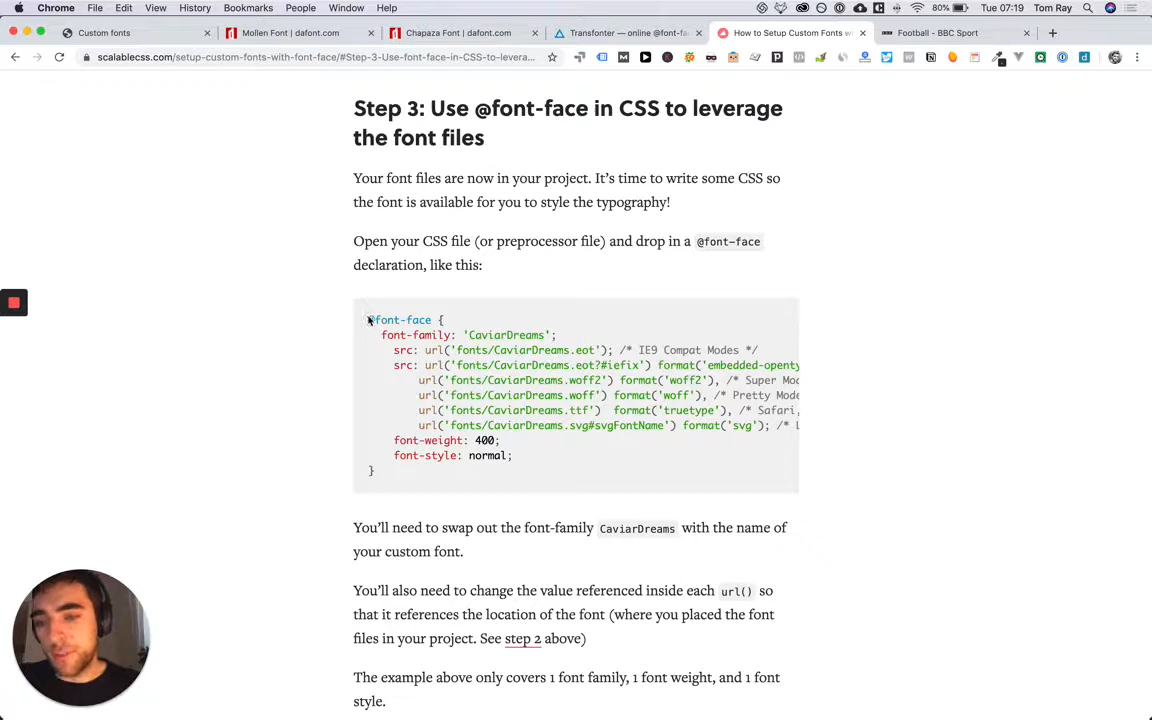 Chrome File Edit View History Bookmarks People Window Help 80% Tue 07:19 Tom Ray
Custom fonts × Mollen Font | dafont.com × Chapaza Font | dafont.com × Transfonter — online @font-fa × How to Setup Custom Fonts w × Football - BBC Sport × +
scalablecss.com/setup-custom-fonts-with-font-face/#Step-3-Use-font-face-in-CSS-to-levera...
Step 3: Use @font-face in CSS to leverage
the font files
Your font files are now in your project. It's time to write some CSS so
the font is available for you to style the typography!
Open your CSS file (or preprocessor file) and drop in a @font-face
declaration, like this:
@font-face {
font-family: 'CaviarDreams';
src: url('fonts/CaviarDreams.eot'); /* IE9 Compat Modes */
src: url('fonts/CaviarDreams.eot?#iefix') format('embedded-openty
url('fonts/CaviarDreams.woff2') format('woff2'), /* Super Mod
url('fonts/CaviarDreams.woff') format('woff'), /* Pretty Mode
url('fonts/CaviarDreams.ttf') format('truetype'), /* Safari,
url('fonts/CaviarDreams.svg#svgFontName') format('svg'); /* L
font-weight: 400;
font-style: normal;
}
You'll need to swap out the font-family CaviarDreams with the name of
your custom font.
You'll also need to change the value referenced inside each url() so
that it references the location of the font (where you placed the font
files in your project. See step 2 above)
The example above only covers 1 font family, 1 font weight, and 1 font
style.